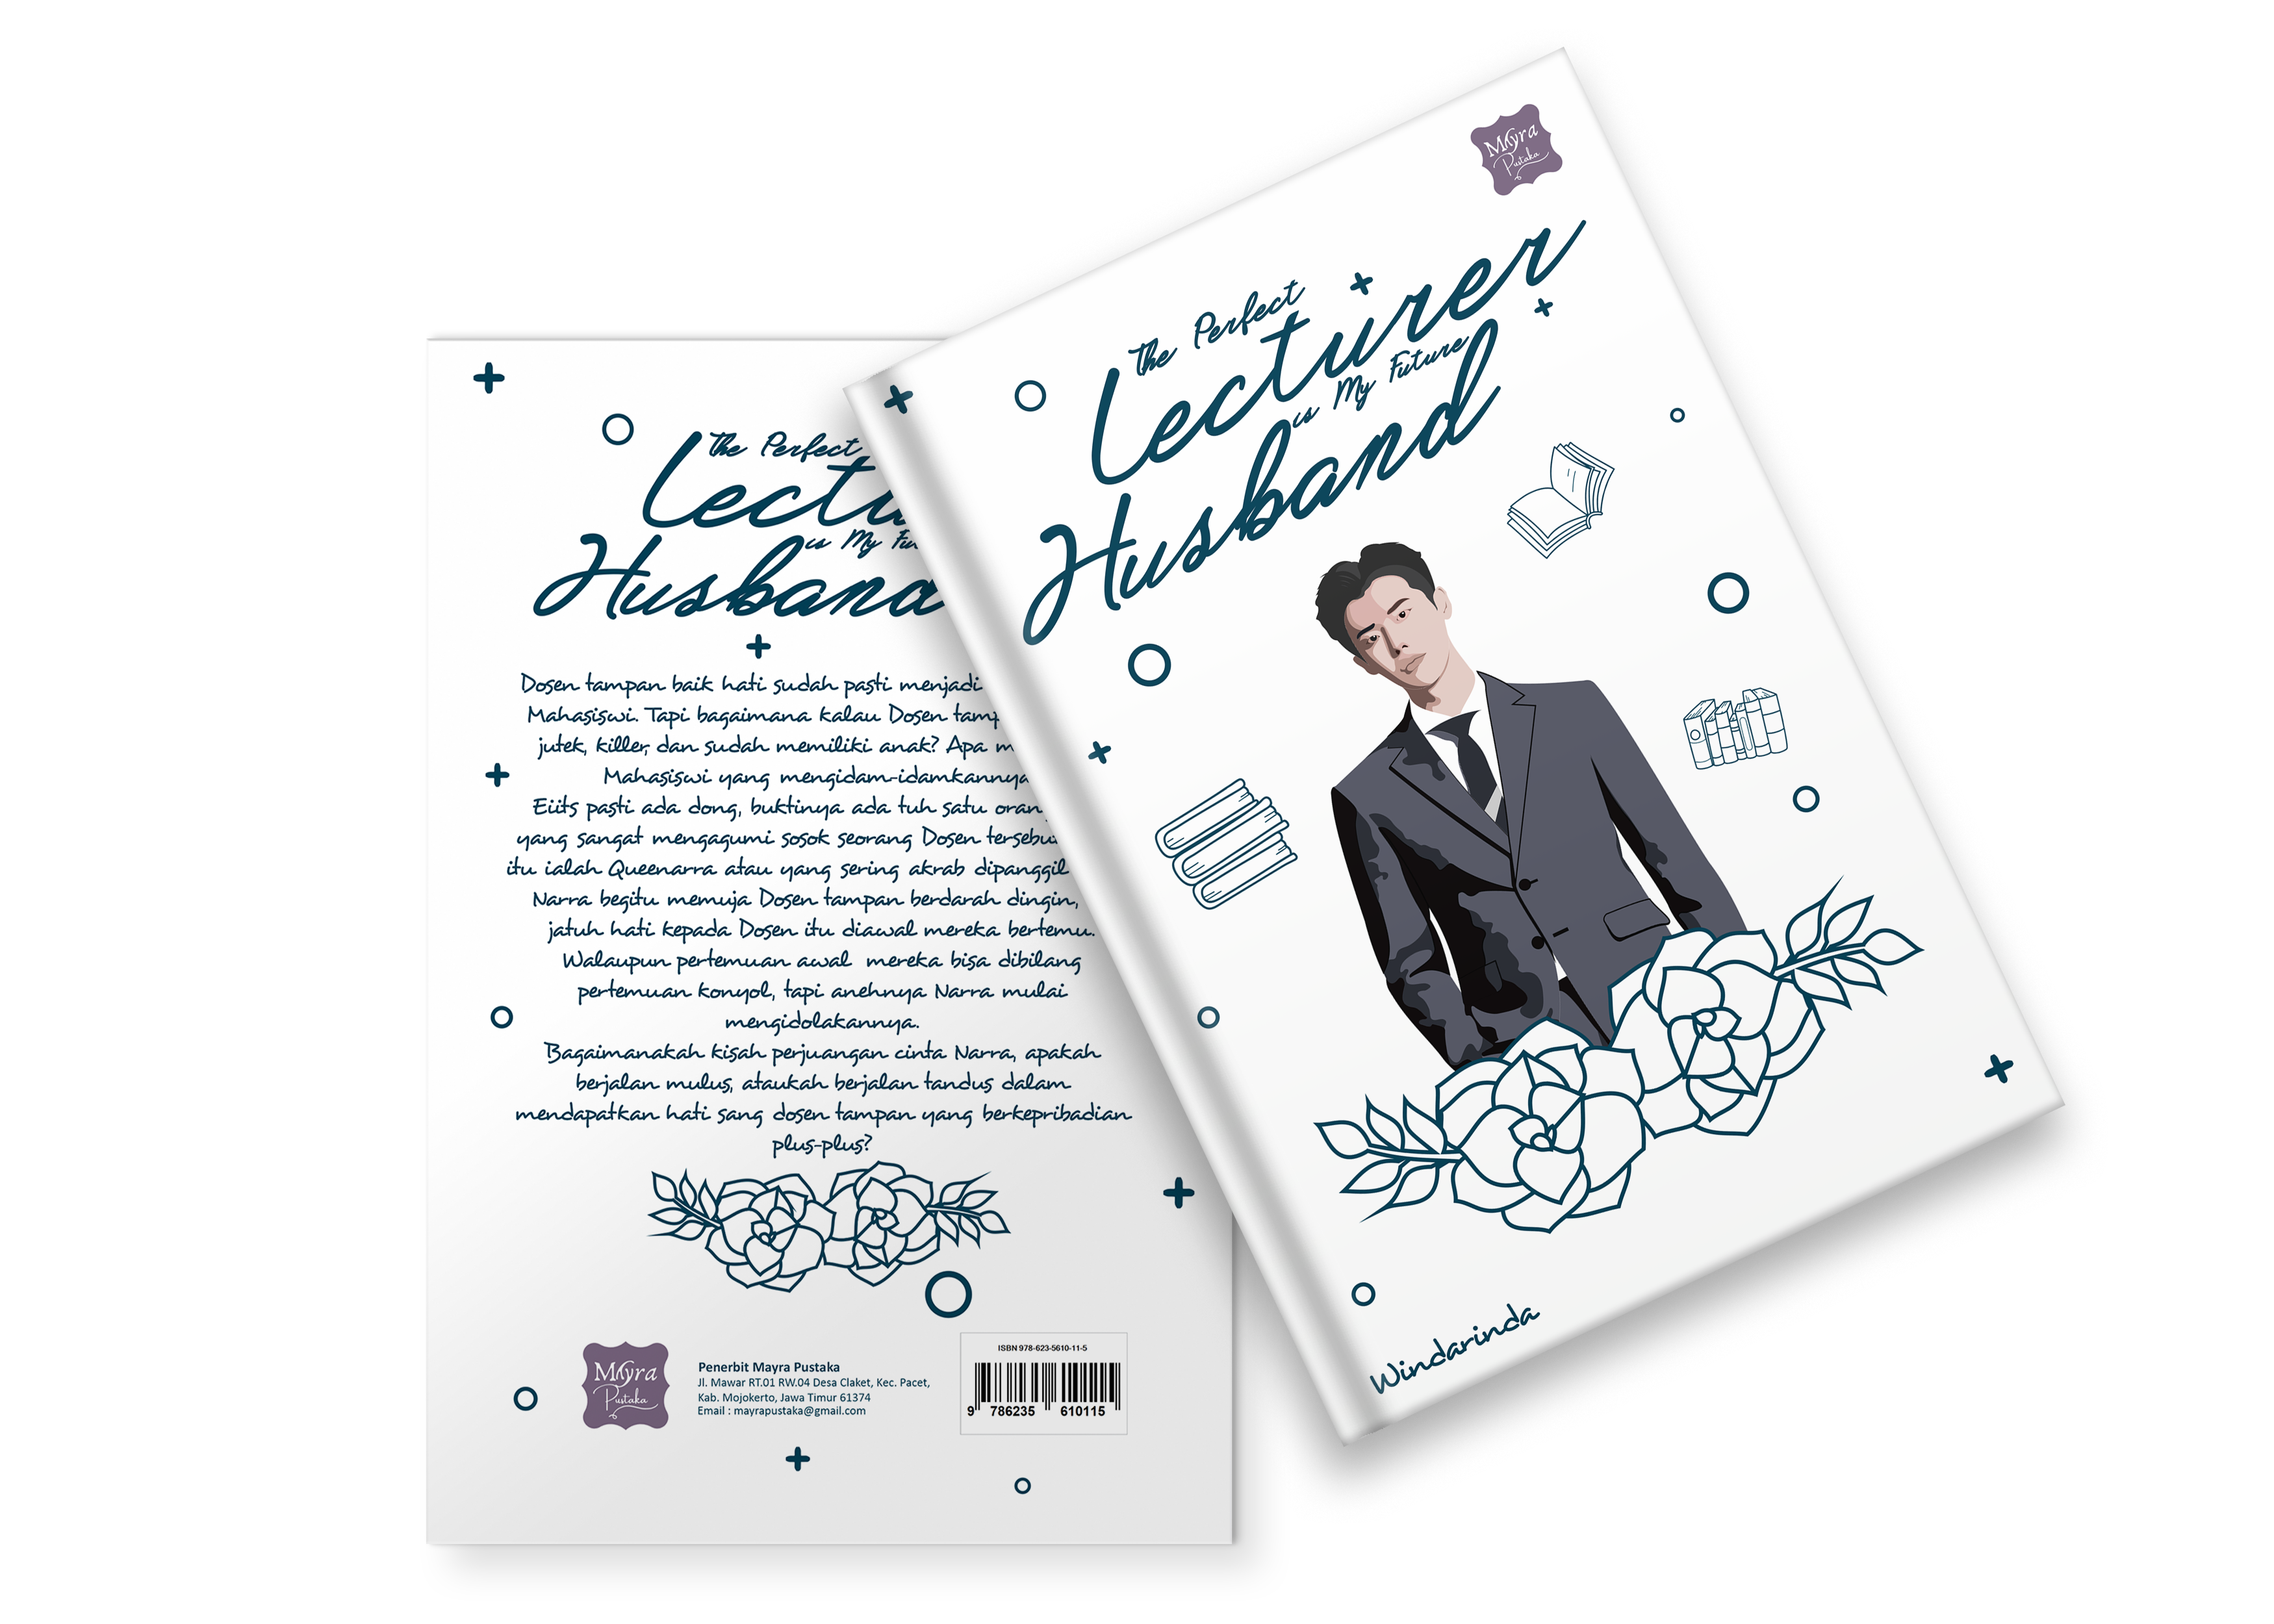 The Perfect
Lectu
is My Fu
Husband
Dosen tampan baik hati sudah pasti menjadi
Mahasiswi. Tapi bagaimana kalau Dosen tamp
jutek, killer, dan sudah memiliki anak? Apa m
Mahasiswi yang mengidam-idamkannya
Eiits pasti ada dong, buktinya ada tuh satu oran
yang sangat mengagumi sosok seorang Dosen tersebu
itu ialah Queenarra atau yang sering akrab dipanggil
Narra begitu memuja Dosen tampan berdarah dingin,
jatuh hati kepada Dosen itu diawal mereka bertemu.
Walaupun pertemuan awal mereka bisa dibilang
pertemuan konyol, tapi anehnya Narra mulai
mengidolakannya.
Bagaimanakah kisah perjuangan cinta Narra, apakah
berjalan mulus, ataukah berjalan tandus dalam
mendapatkan hati sang dosen tampan yang berkepribadian
plus-plus?
Mayra
Pustaka
Penerbit Mayra Pustaka
Jl. Mawar RT.01 RW.04 Desa Claket, Kec. Pacet,
Kab. Mojokerto, Jawa Timur 61374
Email : mayrapustaka@gmail.com
ISBN 978-623-5610-11-5
9 786235 610115
Mayra
Pustaka
The Perfect
Lecturer
is My Future
Husband
Windarinda